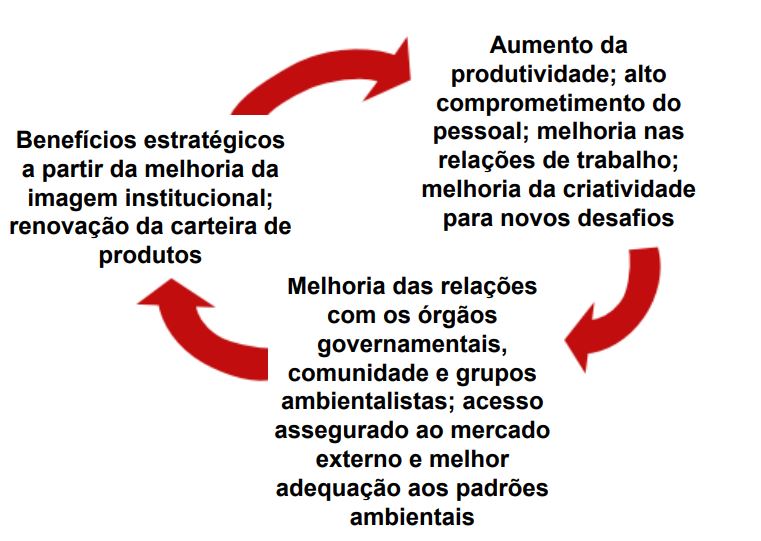 Benefícios estratégicos
a partir da melhoria da
imagem institucional;
renovação da carteira de
produtos
Aumento da
produtividade; alto
comprometimento do
pessoal; melhoria nas
relações de trabalho;
melhoria da criatividade
para novos desafios
Melhoria das relações
com os órgãos
governamentais,
comunidade e grupos
ambientalistas; acesso
assegurado ao mercado
externo e melhor
adequação aos padrões
ambientais